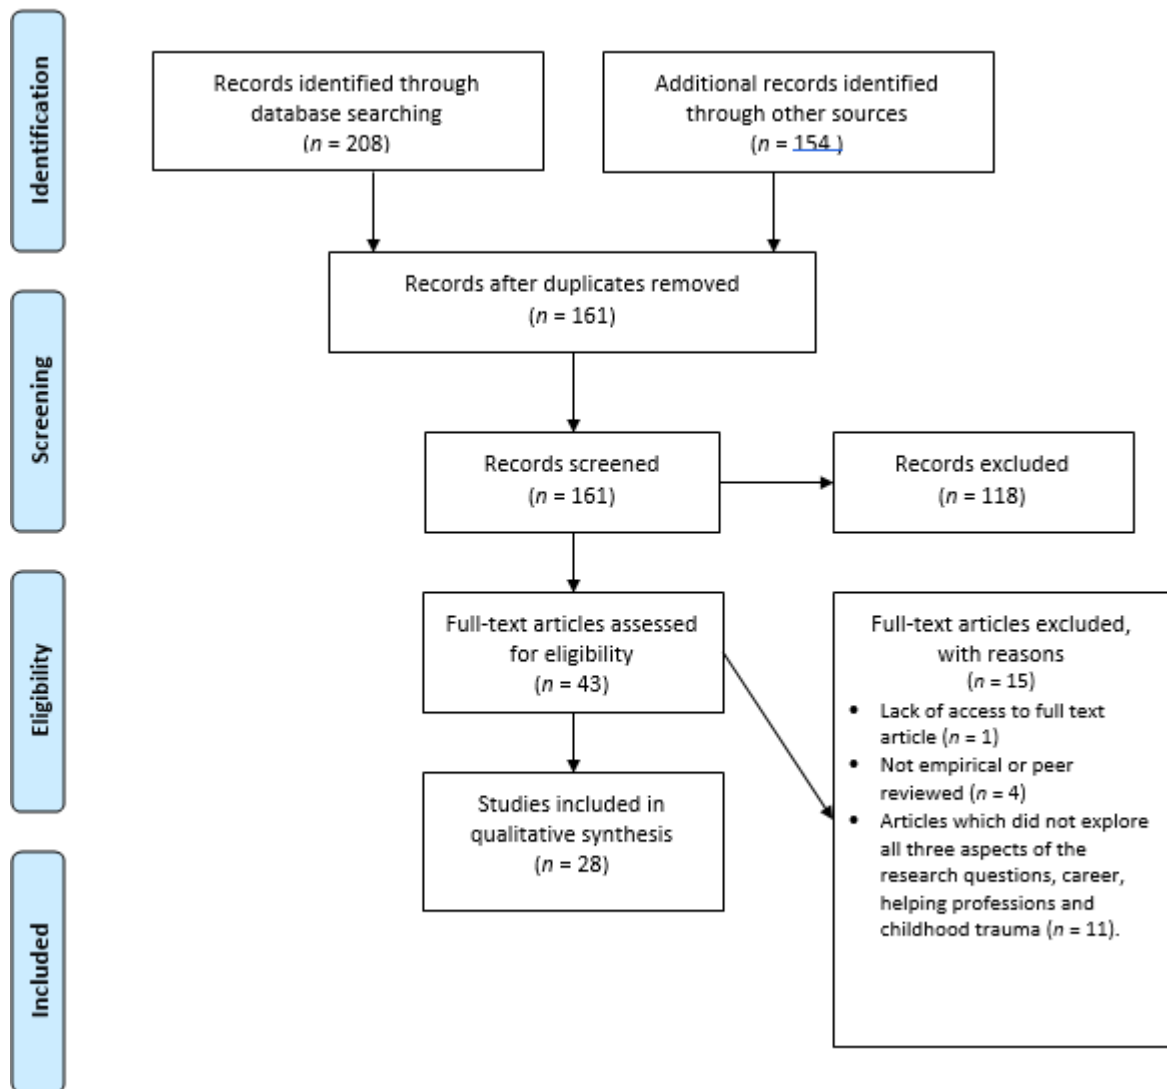 Identification
Records identified through
database searching
(n = 208)
Additional records identified
through other sources
(n = 154 )
Records after duplicates removed
(n = 161)
Screening
Records screened
(n = 161)
Records excluded
(n = 118)
Eligibility
Full-text articles assessed
for eligibility
(n = 43)
Full-text articles excluded,
with reasons
(n = 15)
• Lack of access to full text
article (n = 1)
• Not empirical or peer
reviewed (n = 4)
• Articles which did not explore
all three aspects of the
research questions, career,
helping professions and
childhood trauma (n = 11).
Studies included in
qualitative synthesis
(n = 28)
Included